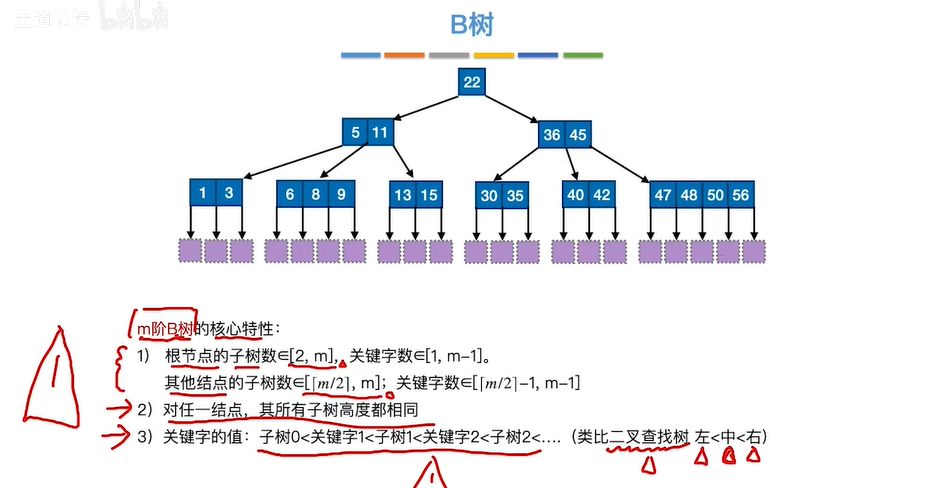 王道论坛 bilibili
B树
22
5 11
36 45
1 3
6 8 9
13 15
30 35
40 42
47 48 50 56
m阶B树的核心特性：
1） 根节点的子树数∈[2, m]，关键字数∈[1, m-1]。
其他结点的子树数∈[⌈m/2⌉, m]；关键字数∈[⌈m/2⌉-1, m-1]
2）对任一结点，其所有子树高度都相同
3）关键字的值：子树0<关键字1<子树1<关键字2<子树2<.... (类比二叉查找树 左<中<右)